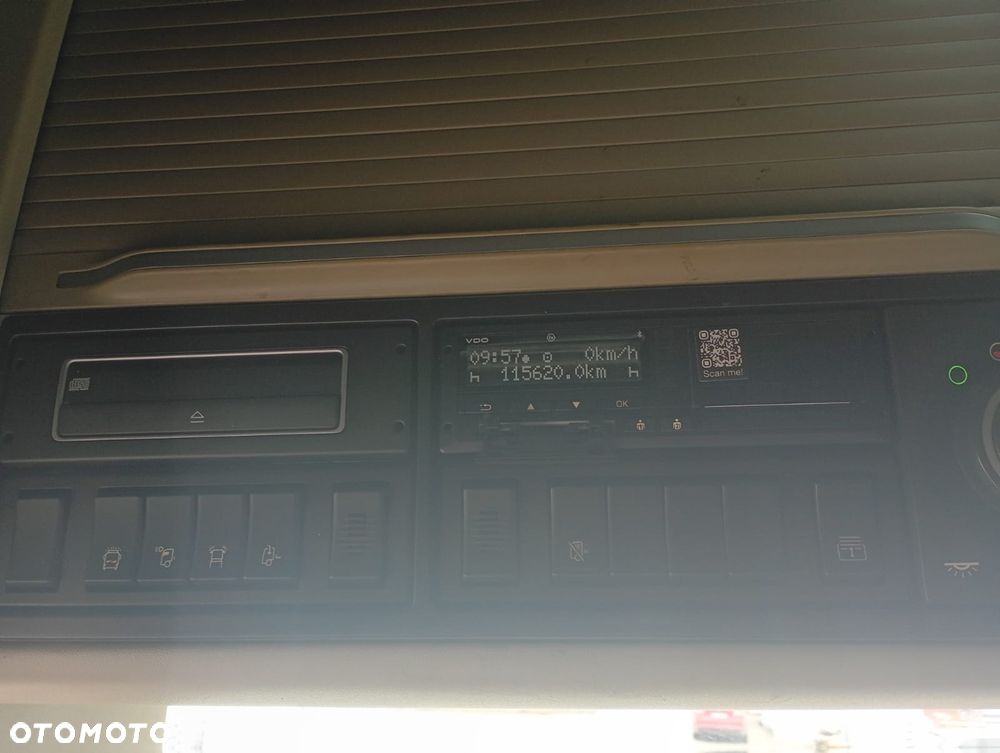 VDO
09:57 0km/h
115620.0km
Scan me!
OK
OTOMOTO